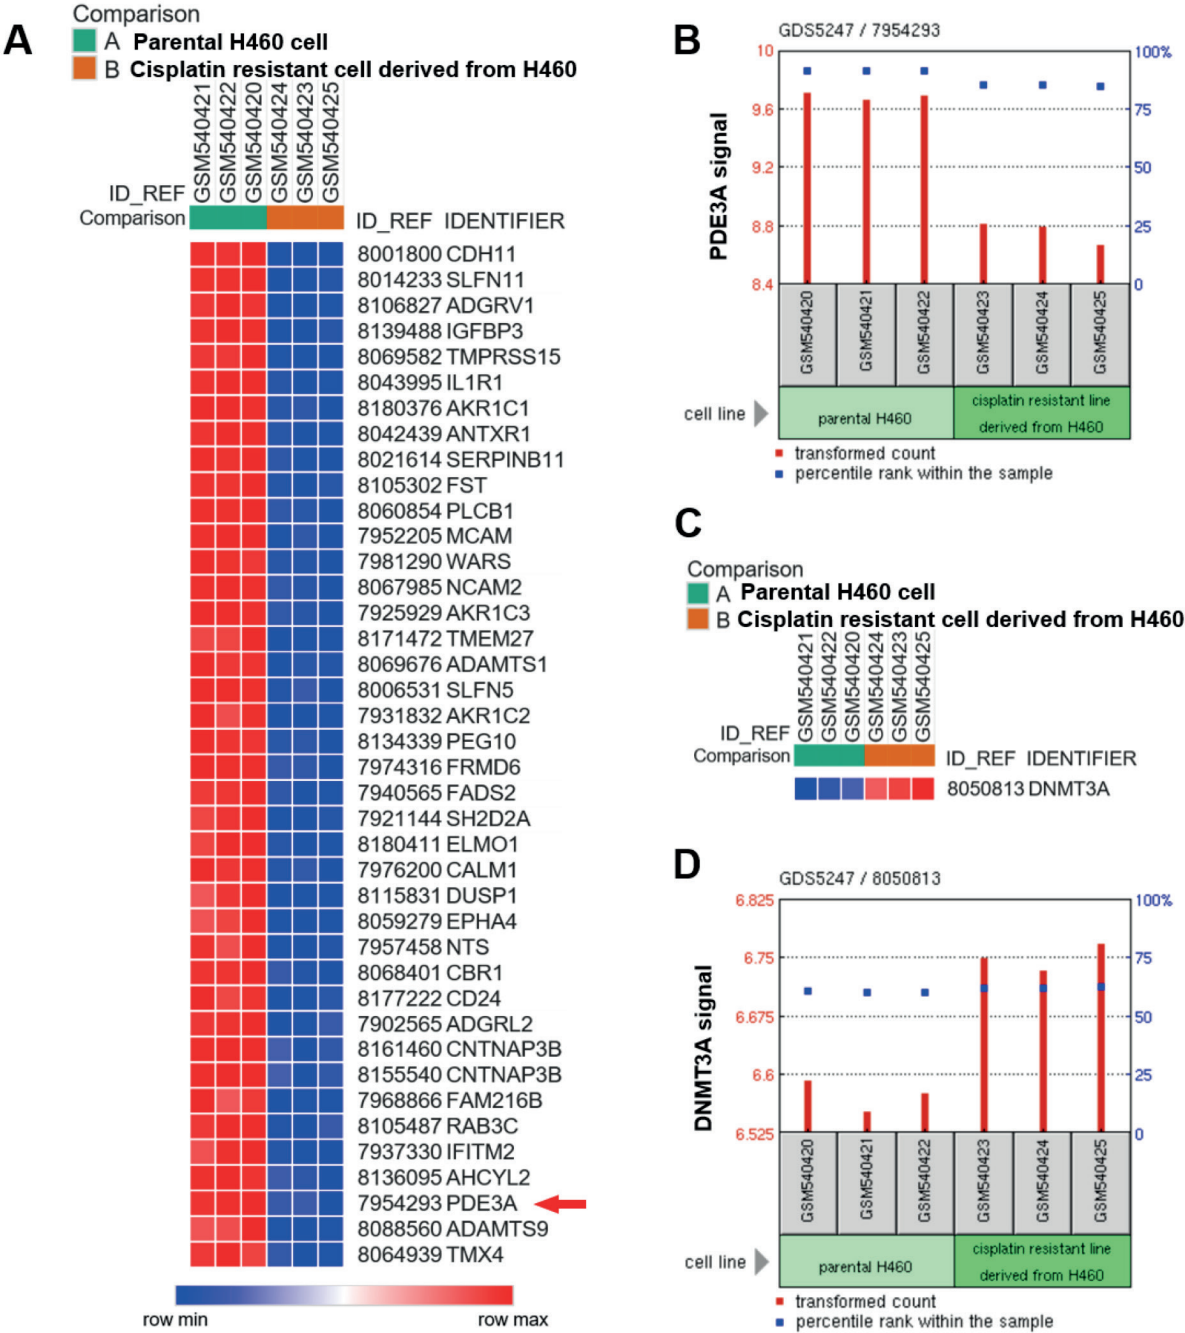 A
Comparison
A Parental H460 cell
B Cisplatin resistant cell derived from H460
GSM540421
GSM540422
GSM540420
GSM540424
GSM540423
GSM540425
ID_REF
Comparison
ID_REF IDENTIFIER
8001800 CDH11
8014233 SLFN11
8106827 ADGRV1
8139488 IGFBP3
8069582 TMPRSS15
8043995 IL1R1
8180376 AKR1C1
8042439 ANTXR1
8021614 SERPINB11
8105302 FST
8060854 PLCB1
7952205 MCAM
7981290 WARS
8067985 NCAM2
7925929 AKR1C3
8171472 TMEM27
8069676 ADAMTS1
8006531 SLFN5
7931832 AKR1C2
8134339 PEG10
7974316 FRMD6
7940565 FADS2
7921144 SH2D2A
8180411 ELMO1
7976200 CALM1
8115831 DUSP1
8059279 EPHA4
7957458 NTS
8068401 CBR1
8177222 CD24
7902565 ADGRL2
8161460 CNTNAP3B
8155540 CNTNAP3B
7968866 FAM216B
8105487 RAB3C
7937330 IFITM2
8136095 AHCYL2
7954293 PDE3A
8088560 ADAMTS9
8064939 TMX4
row min
row max
B
GDS5247 / 7954293
PDE3A signal
10
9.6
9.2
8.8
8.4
100%
75
50
25
0
GSM540420
GSM540421
GSM540422
GSM540423
GSM540424
GSM540425
cell line
parental H460
cisplatin resistant line
derived from H460
transformed count
percentile rank within the sample
C
Comparison
A Parental H460 cell
B Cisplatin resistant cell derived from H460
GSM540421
GSM540422
GSM540420
GSM540424
GSM540423
GSM540425
ID_REF
Comparison
ID_REF IDENTIFIER
8050813 DNMT3A
D
GDS5247 / 8050813
DNMT3A signal
6.825
6.75
6.675
6.6
6.525
100%
75
50
25
0
GSM540420
GSM540421
GSM540422
GSM540423
GSM540424
GSM540425
cell line
parental H460
cisplatin resistant line
derived from H460
transformed count
percentile rank within the sample